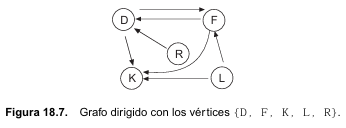 D F
R
K L
Figura 18.7. Grafo dirigido con los vértices {D, F, K, L, R}.